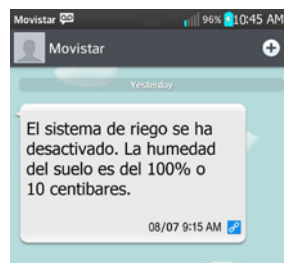 Movistar 96% 10:45 AM
Movistar
Yesterday
El sistema de riego se ha
desactivado. La humedad
del suelo es del 100% o
10 centibares.
08/07 9:15 AM